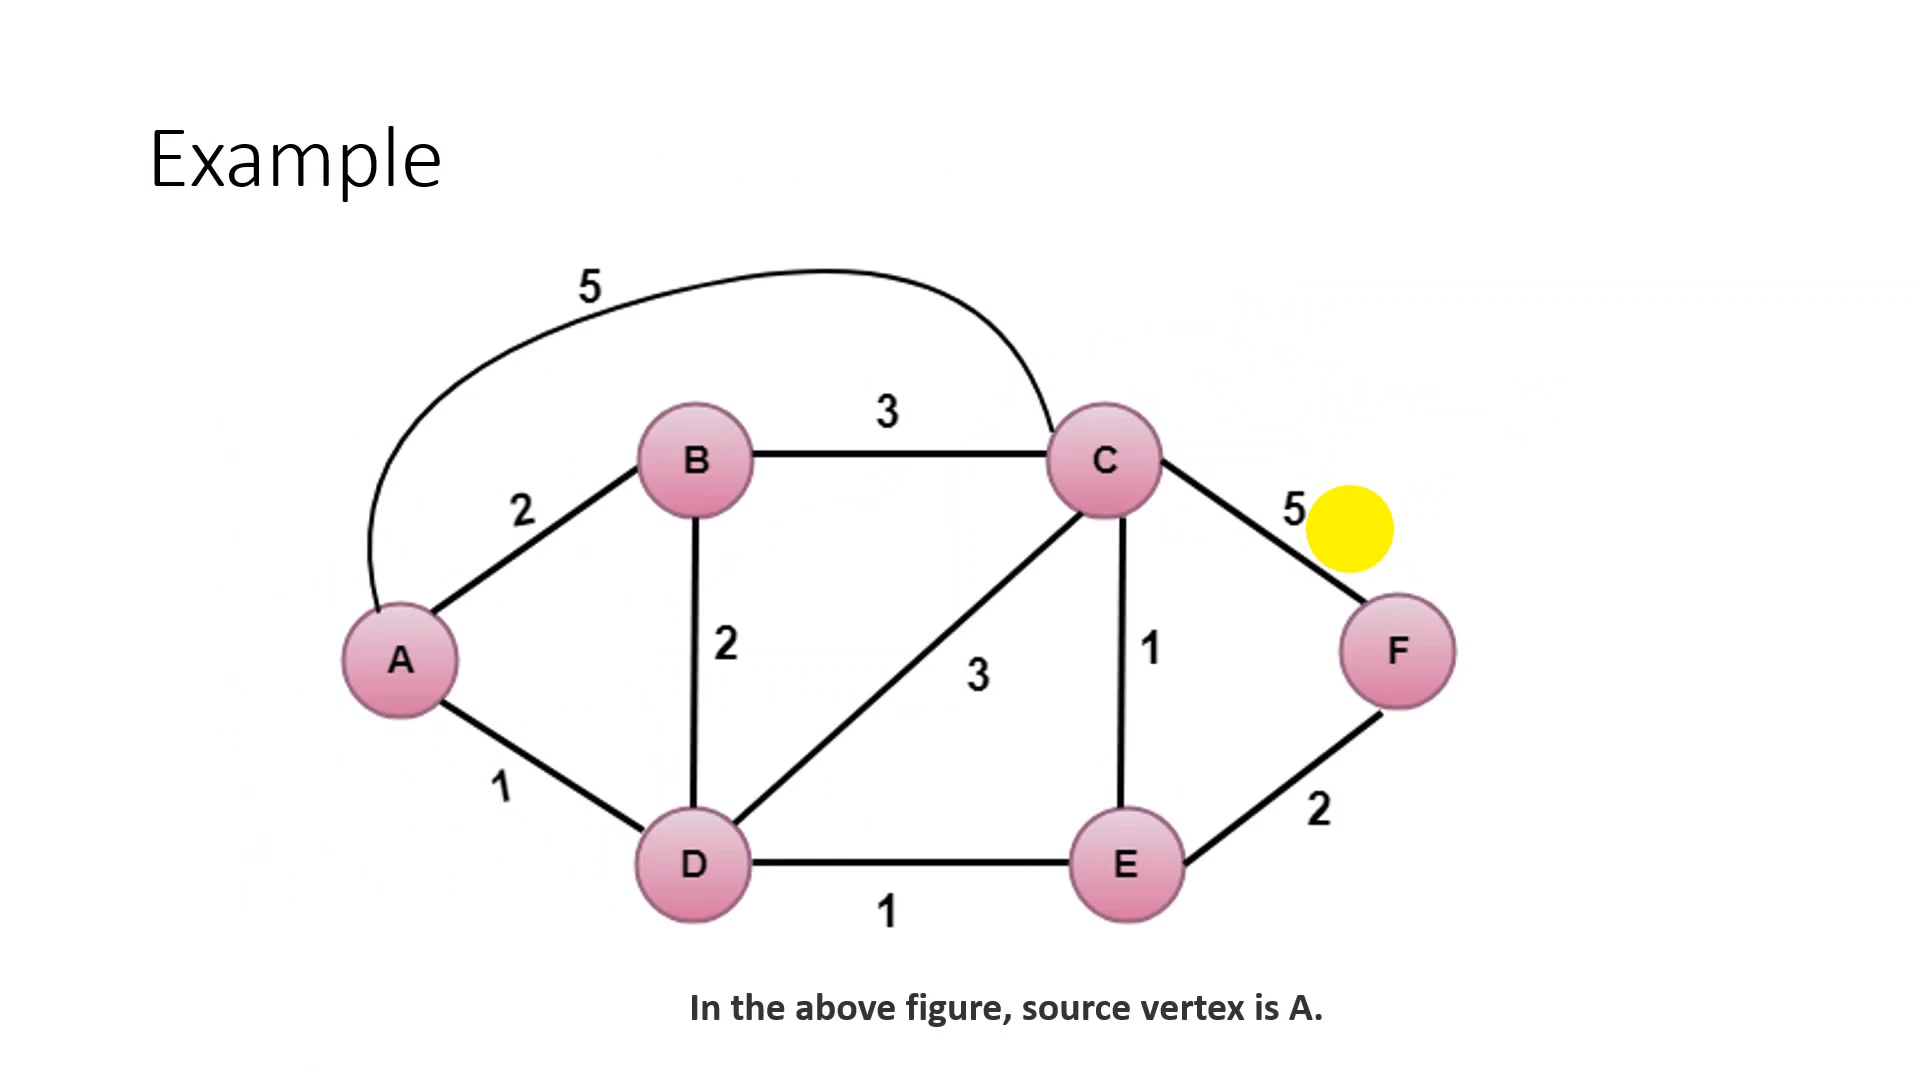 Example
5
3
B
C
2
5
2
3
1
A
F
1
2
D
E
1
In the above figure, source vertex is A.